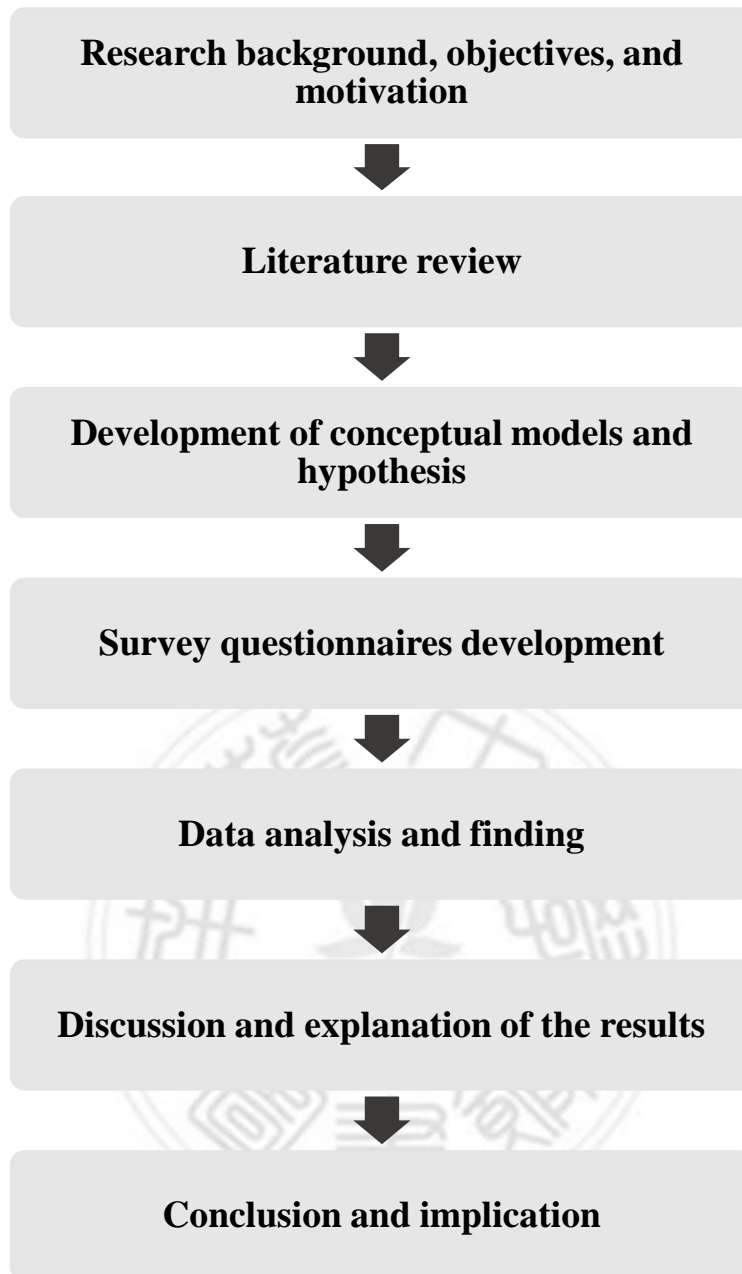 Research background, objectives, and
motivation
Literature review
Development of conceptual models and
hypothesis
Survey questionnaires development
Data analysis and finding
Discussion and explanation of the results
Conclusion and implication